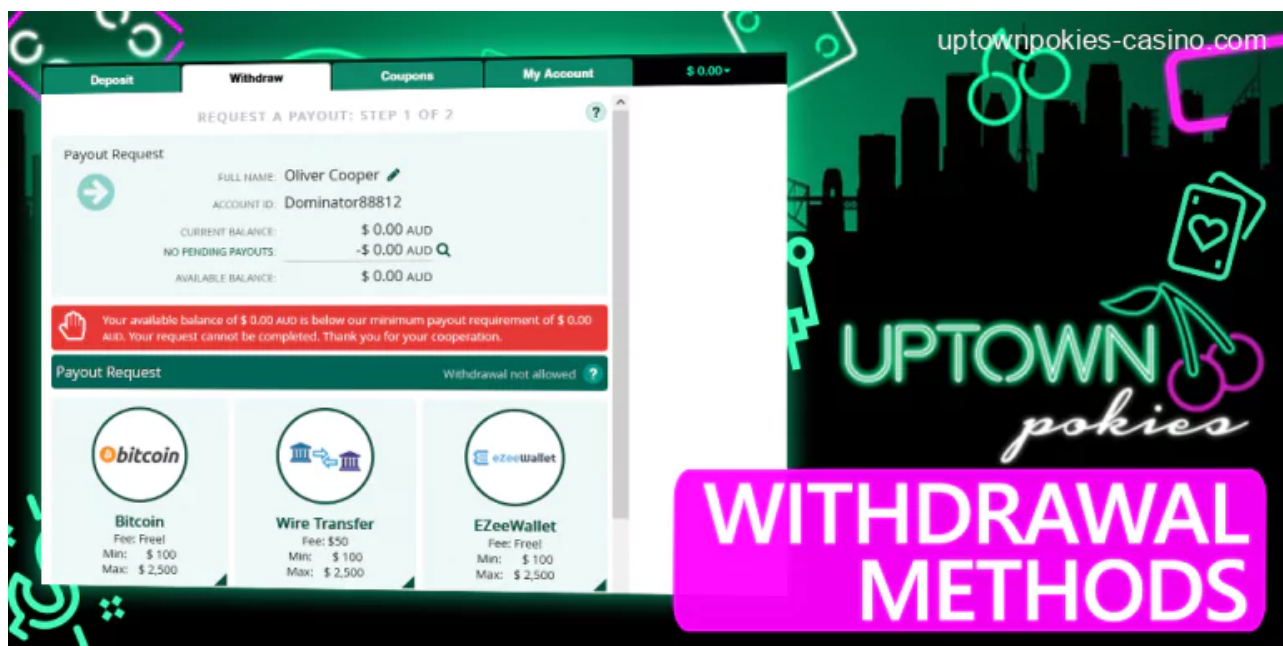 uptownpokies-casino.com
Deposit
Withdraw
Coupons
My Account
$ 0.00
REQUEST A PAYOUT: STEP 1 OF 2
?
Payout Request
FULL NAME: Oliver Cooper
ACCOUNT ID: Dominator88812
CURRENT BALANCE: $ 0.00 AUD
NO PENDING PAYOUTS: -$ 0.00 AUD
AVAILABLE BALANCE: $ 0.00 AUD
Your available balance of $ 0.00 AUD is below our minimum payout requirement of $ 0.00
AUD. Your request cannot be completed. Thank you for your cooperation.
Payout Request
Withdrawal not allowed ?
bitcoin
Bitcoin
Fee: Free!
Min: $ 100
Max: $ 2,500
Wire Transfer
Fee: $50
Min: $ 100
Max: $ 2,500
eZeeWallet
EZeeWallet
Fee: Free!
Min: $ 100
Max: $ 2,500
UPTOWN
pokies
WITHDRAWAL
METHODS